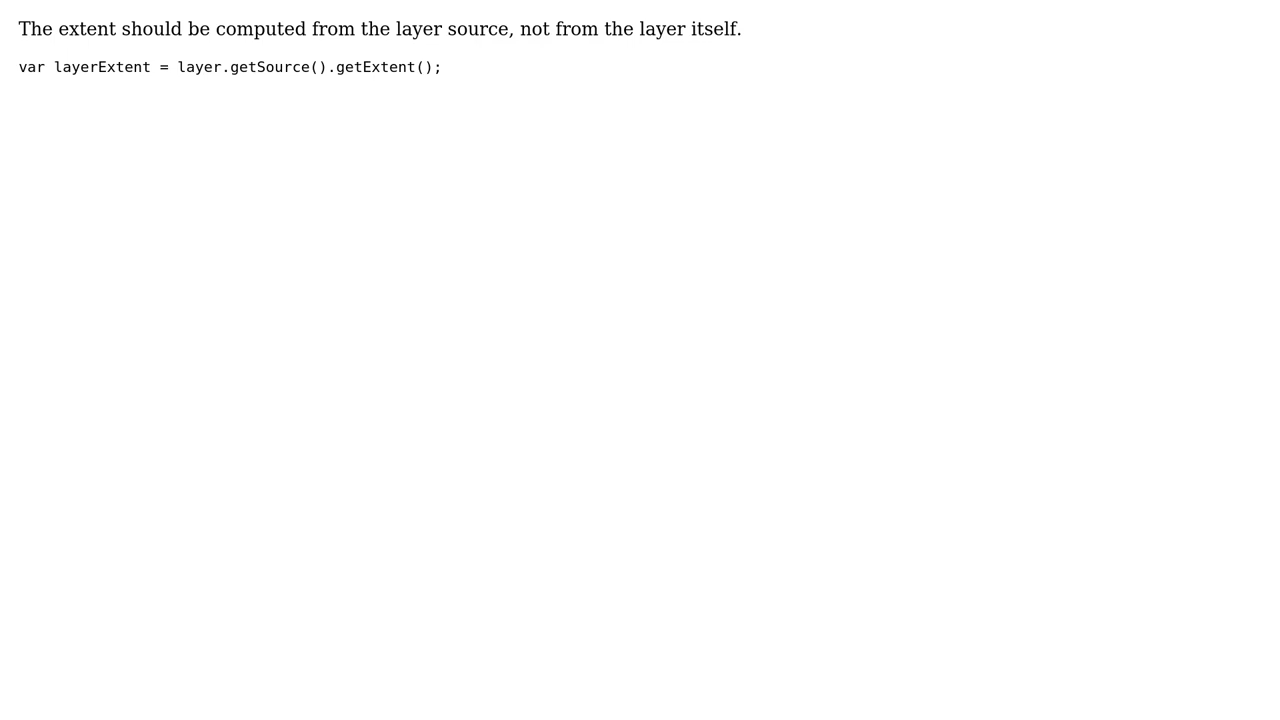 The extent should be computed from the layer source, not from the layer itself.
var layerExtent = layer.getSource().getExtent();